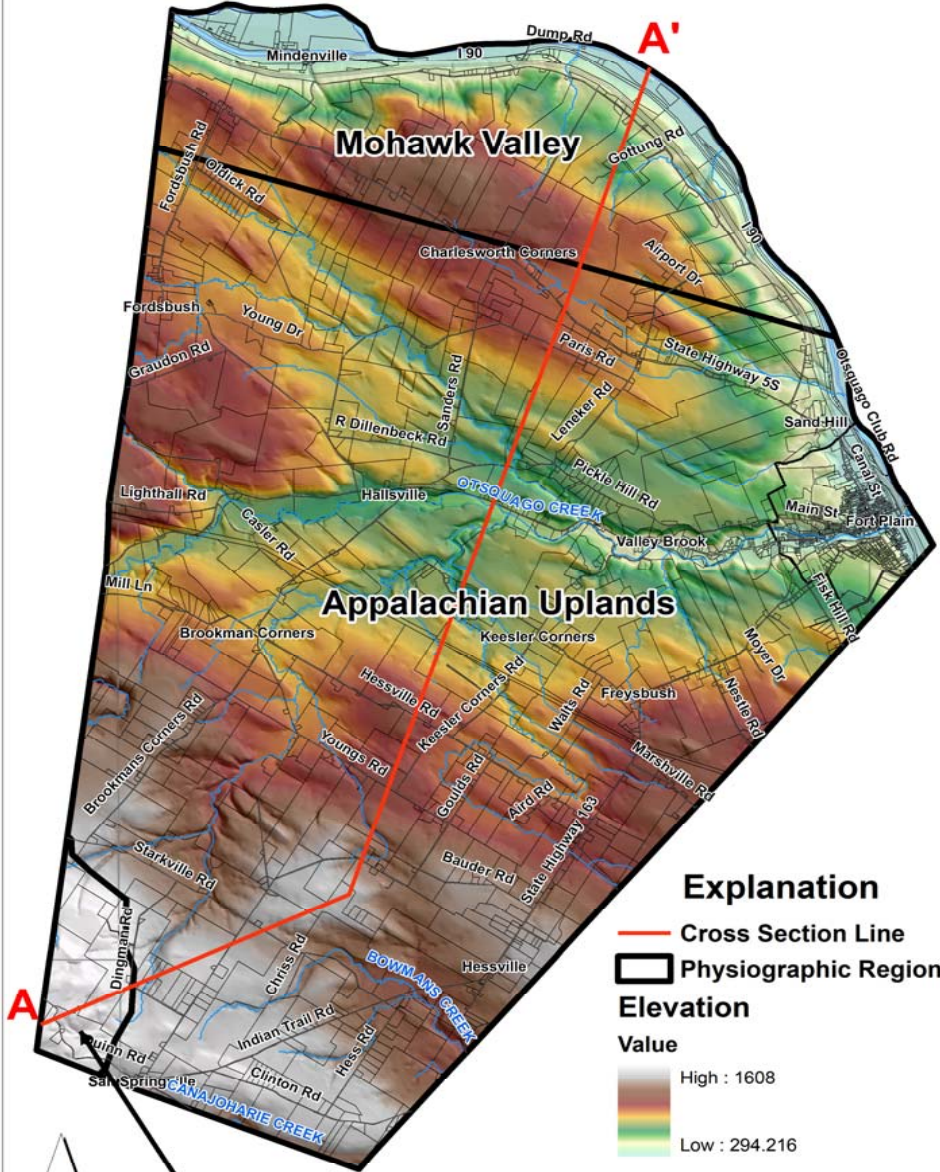 Dump Rd
A'
I 90
Mindenville
Mohawk Valley
Gottung Rd
Fordsbush Rd
Oldick Rd
I 90
Charlesworth Corners
Airport Dr
Fordsbush
Young Dr
Graudon Rd
Paris Rd
State Highway 5S
Sanders Rd
Leneker Rd
Otsquago Club Rd
R Dillenbeck Rd
Sand Hill
Canal St
Pickle Hill Rd
Lighthall Rd
Hallsville
OTSQUAGO CREEK
Main St
Fort Plain
Casler Rd
Valley Brook
Mill Ln
Appalachian Uplands
Fisk Hill Rd
Brookman Corners
Keesler Corners
Moyer Dr
Hessville Rd
Keesler Corners Rd
Walts Rd
Freysbush
Nestle Rd
Brookmans Corners Rd
Youngs Rd
Marshville Rd
Goulds Rd
Aird Rd
State Highway 163
Starkville Rd
Bauder Rd
Dingman Rd
Chriss Rd
BOWMANS CREEK
Hessville
A
Indian Trail Rd
Quinn Rd
Hess Rd
Salt Springville
Clinton Rd
CANAJOHARIE CREEK
Explanation
Cross Section Line
Physiographic Region
Elevation
Value
High : 1608
Low : 294.216